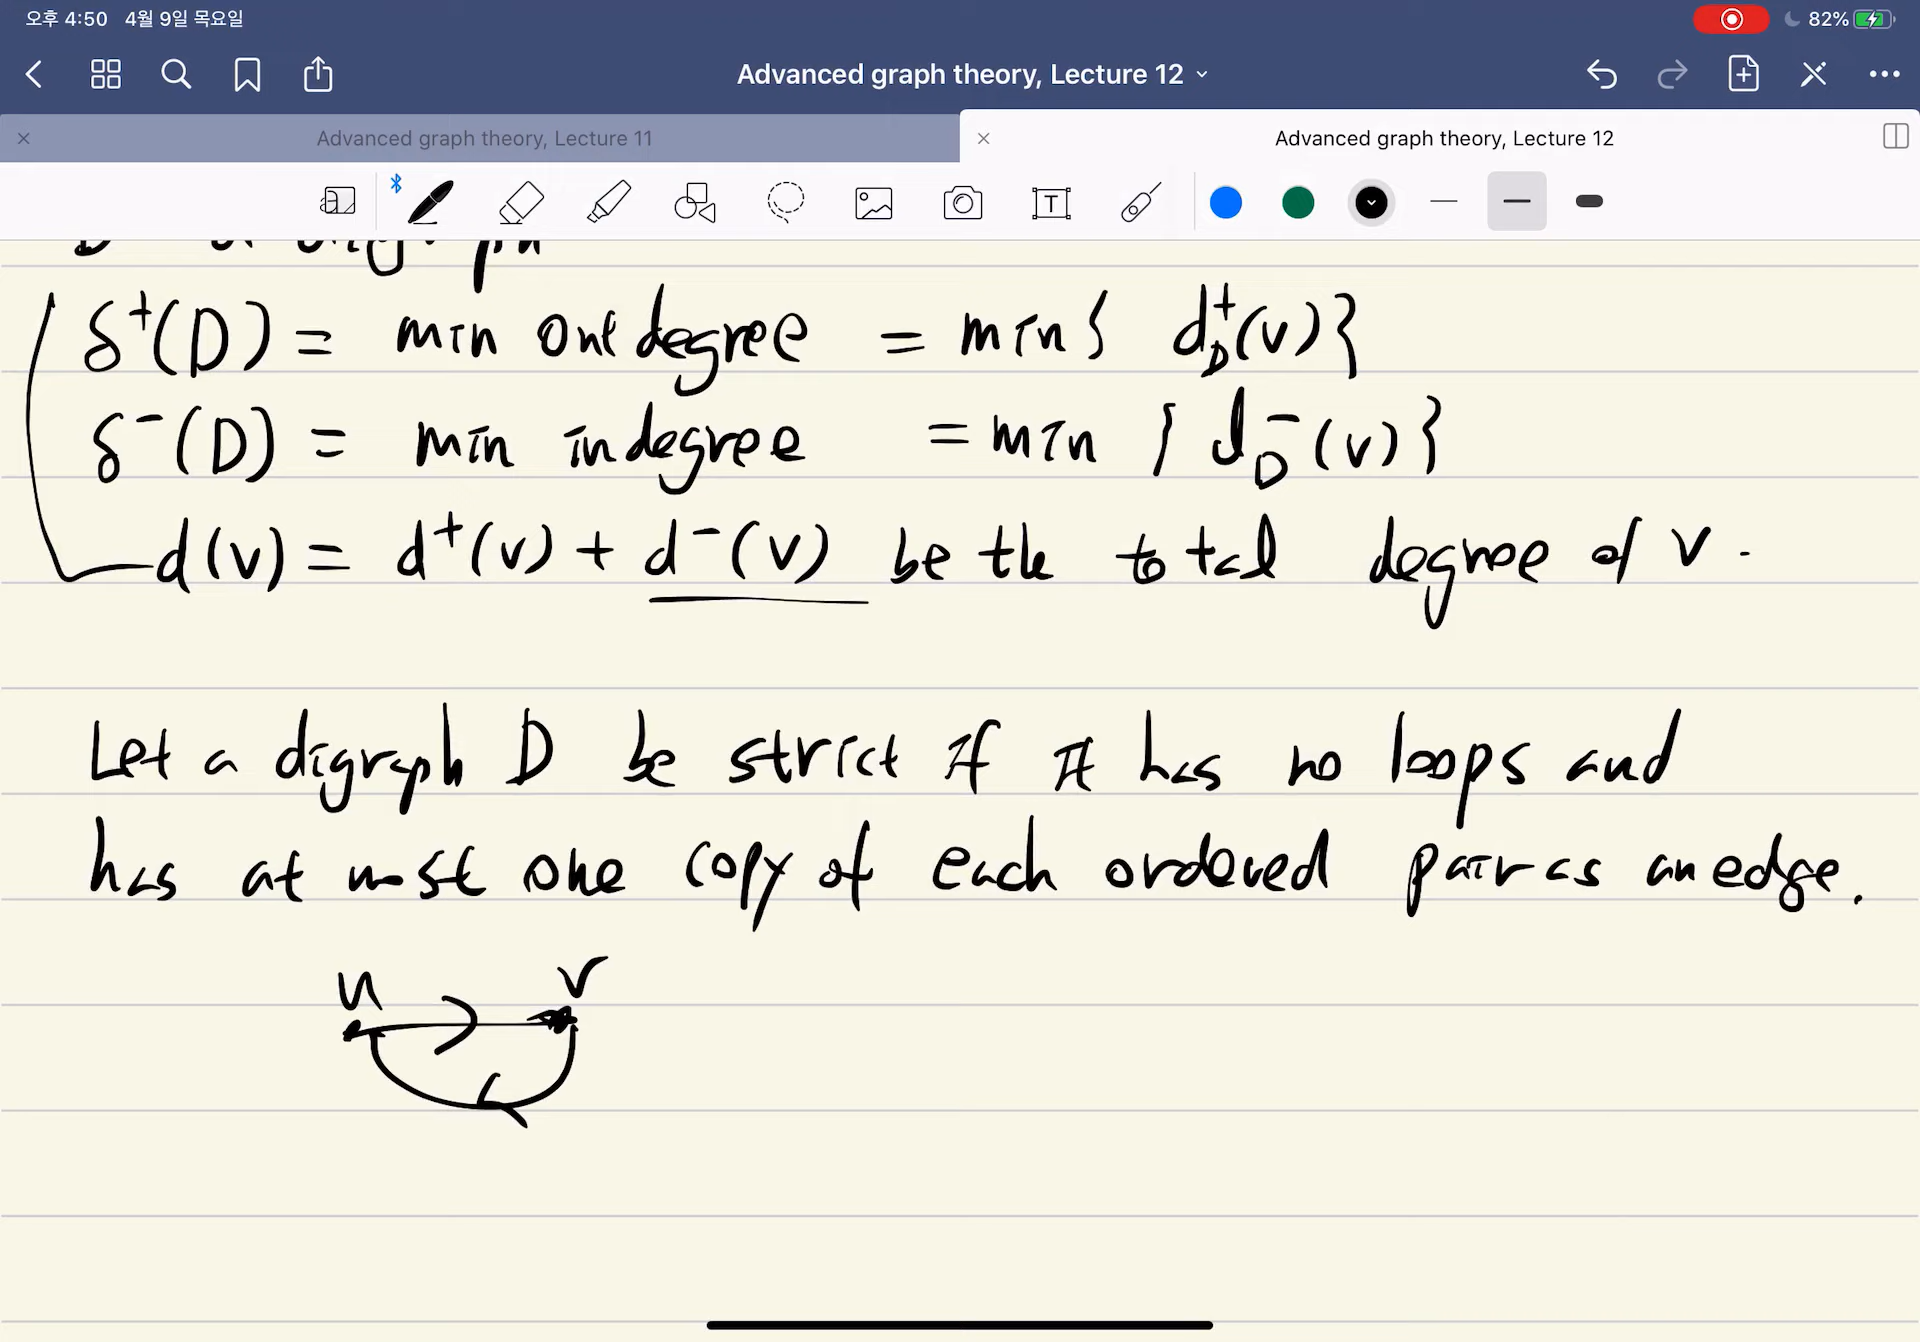 오후 4:50 4월 9일 목요일
82%
Advanced graph theory, Lecture 12
Advanced graph theory, Lecture 11
Advanced graph theory, Lecture 12
D a digraph
δ⁺(D) = min outdegree = min{ d⁺_D(v)}
δ⁻(D) = min indegree = min { d⁻_D(v)}
d(v) = d⁺(v) + d⁻(v) be the total degree of v.
Let a digraph D be strict if it has no loops and
has at most one copy of each ordered pair as an edge.
u v